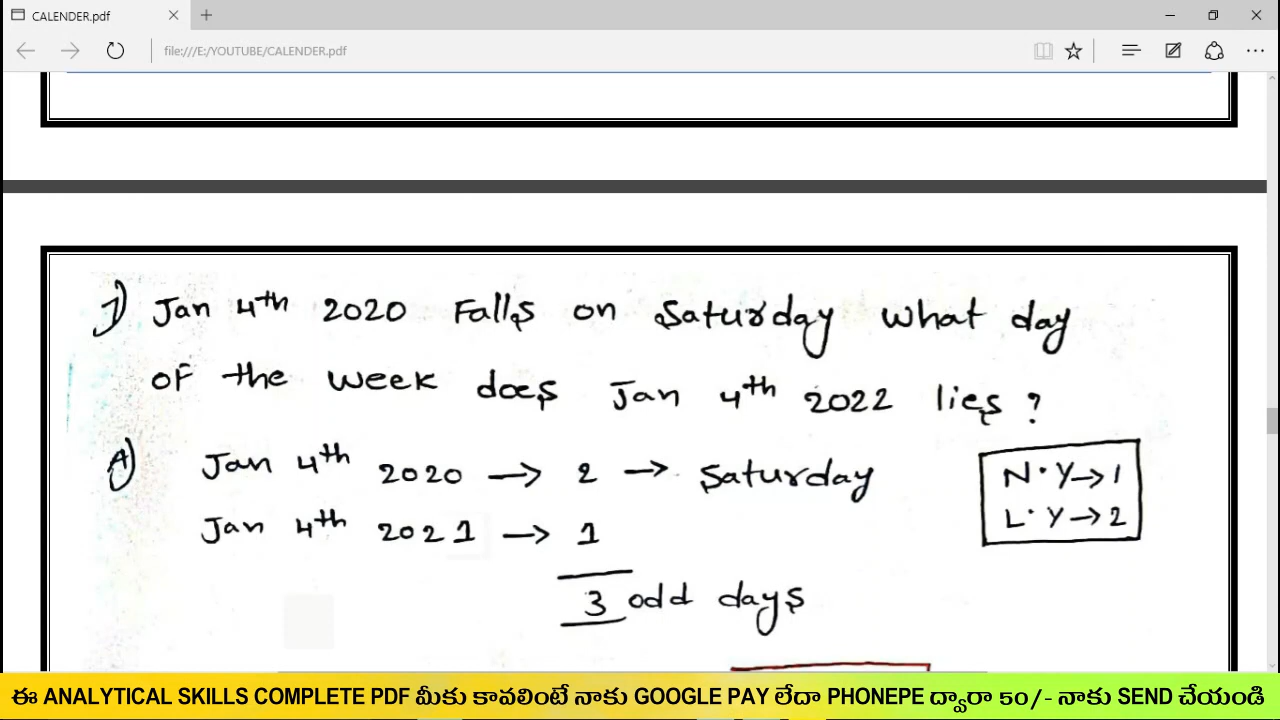 CALENDER.pdf
file:///E:/YOUTUBE/CALENDER.pdf
1) Jan 4th 2020 Falls on Saturday what day
of the week does Jan 4th 2022 lies ?
A) Jan 4th 2020 → 2 → Saturday
N.Y→1
L.Y→2
Jan 4th 2021 → 1
3 odd days
ఈ ANALYTICAL SKILLS COMPLETE PDF మీకు కావలింటే నాకు GOOGLE PAY లేదా PHONEPE ద్వారా 50/- నాకు SEND చేయండి